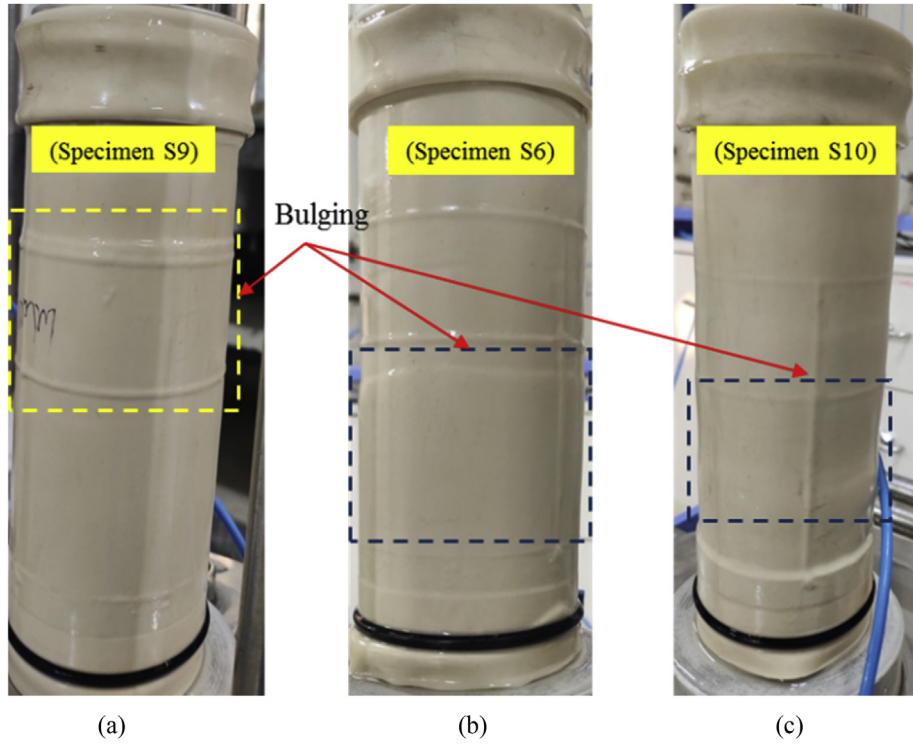 (Specimen S9)
(Specimen S6)
(Specimen S10)
Bulging
(a)
(b)
(c)